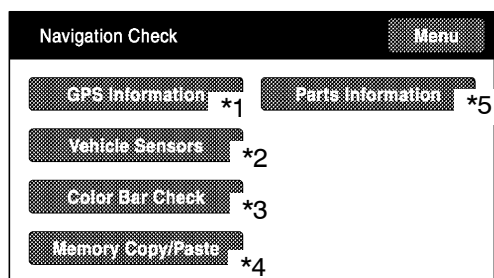 Navigation Check Menu
GPS Information *1 Parts Information *5
Vehicle Sensors *2
Color Bar Check *3
Memory Copy/Paste *4